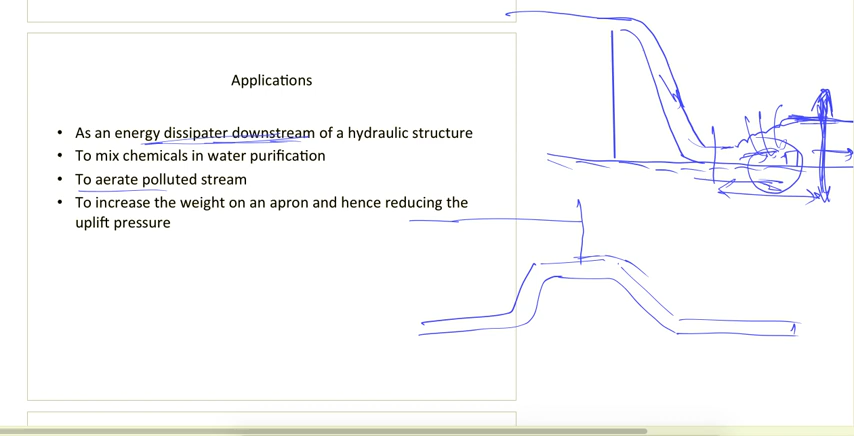 Applications
• As an energy dissipater downstream of a hydraulic structure
• To mix chemicals in water purification
• To aerate polluted stream
• To increase the weight on an apron and hence reducing the
uplift pressure